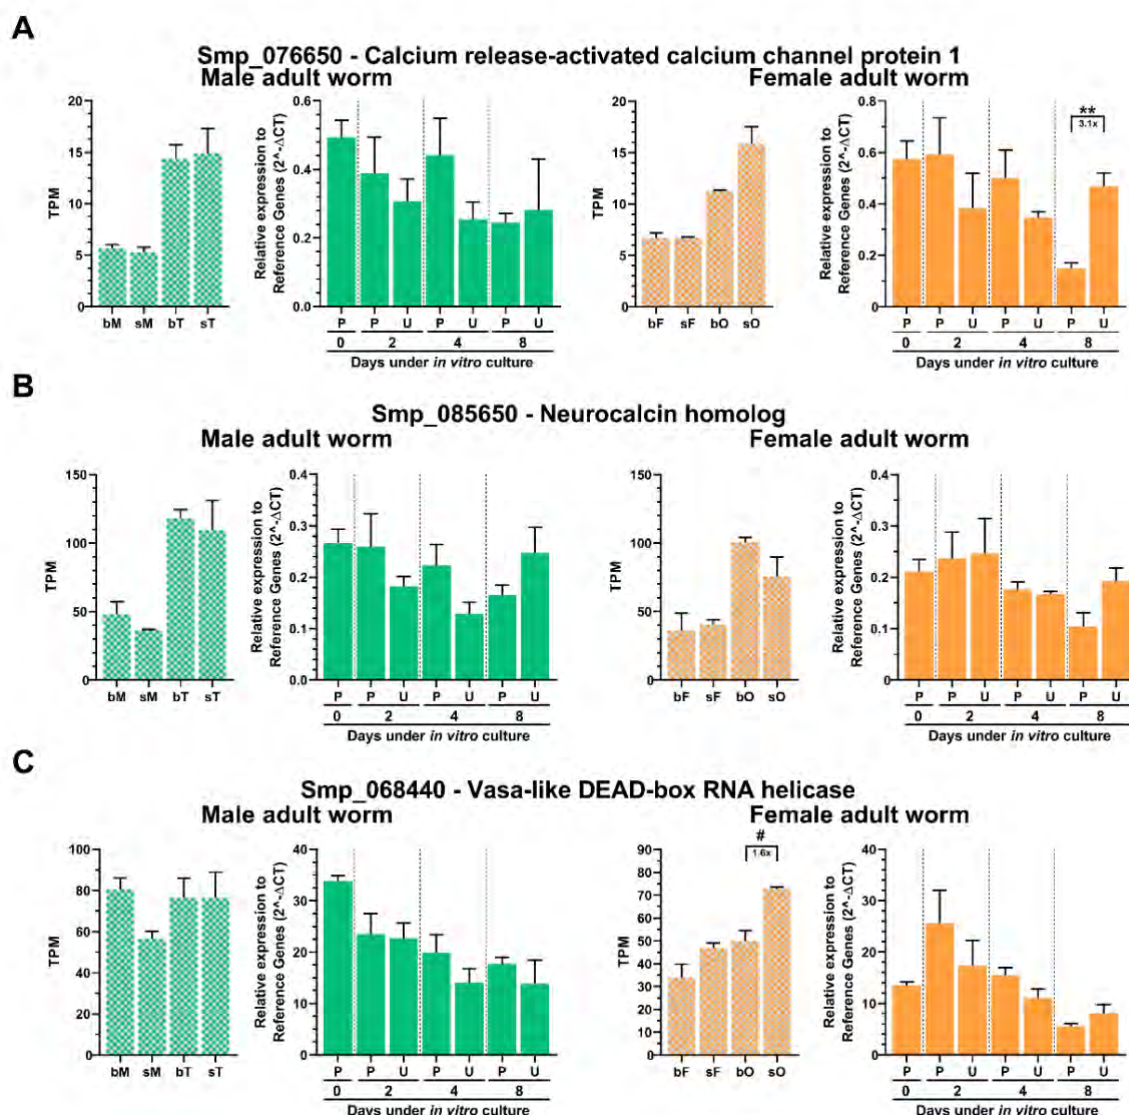 A
Smp_076650 - Calcium release-activated calcium channel protein 1
Male adult worm
Female adult worm
TPM
20
15
10
5
0
bM sM bT sT
Relative expression to
Reference Genes (2^-ΔCT)
0.6
0.4
0.2
0.0
P P U P U P U
0 2 4 8
Days under in vitro culture
TPM
20
15
10
5
0
bF sF bO sO
Relative expression to
Reference Genes (2^-ΔCT)
0.8
0.6
0.4
0.2
0
**
3.1x
P P U P U P U
0 2 4 8
Days under in vitro culture
B
Smp_085650 - Neurocalcin homolog
Male adult worm
Female adult worm
TPM
150
100
50
0
bM sM bT sT
Relative expression to
Reference Genes (2^-ΔCT)
0.4
0.3
0.2
0.1
0.0
P P U P U P U
0 2 4 8
Days under in vitro culture
TPM
150
100
50
0
bF sF bO sO
Relative expression to
Reference Genes (2^-ΔCT)
0.4
0.3
0.2
0.1
0
P P U P U P U
0 2 4 8
Days under in vitro culture
C
Smp_068440 - Vasa-like DEAD-box RNA helicase
Male adult worm
Female adult worm
TPM
100
80
60
40
20
0
bM sM bT sT
Relative expression to
Reference Genes (2^-ΔCT)
40
30
20
10
0
P P U P U P U
0 2 4 8
Days under in vitro culture
TPM
90
80
70
60
50
40
30
20
10
0
#
1.6x
bF sF bO sO
Relative expression to
Reference Genes (2^-ΔCT)
40
30
20
10
0
P P U P U P U
0 2 4 8
Days under in vitro culture